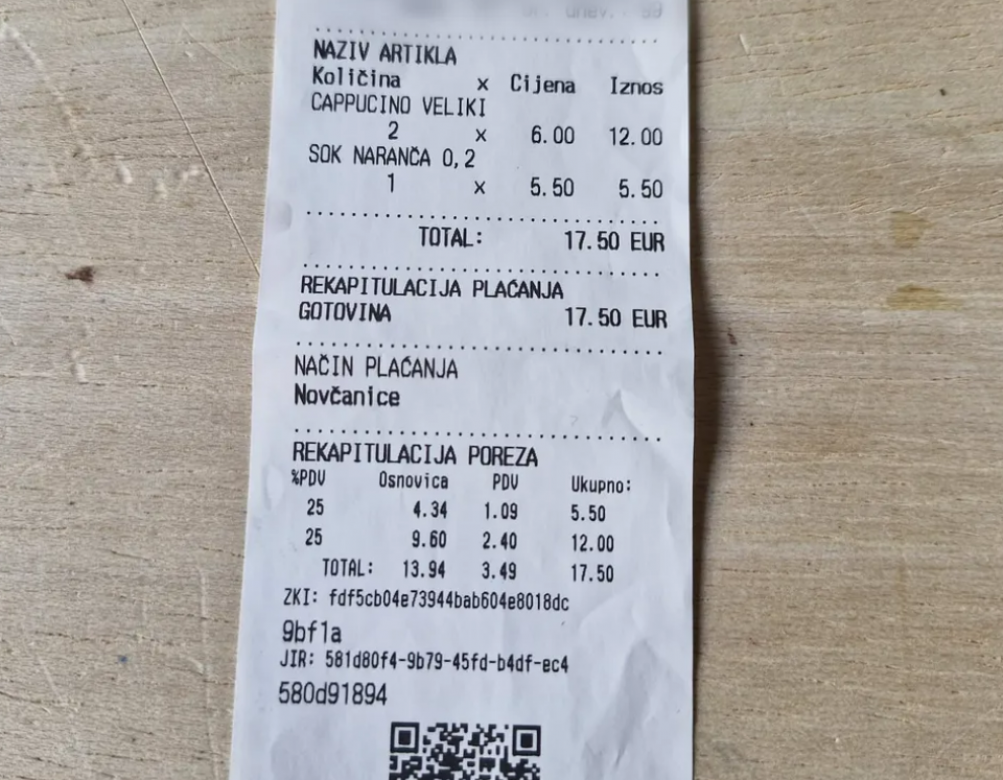 NAZIV ARTIKLA
Količina x Cijena Iznos
CAPPUCINO VELIKI
2 x 6.00 12.00
SOK NARANČA 0,2
1 x 5.50 5.50
TOTAL: 17.50 EUR
REKAPITULACIJA PLAĆANJA
GOTOVINA 17.50 EUR
NAČIN PLAĆANJA
Novčanice
REKAPITULACIJA POREZA
%PDV Osnovica PDV Ukupno:
25 4.34 1.09 5.50
25 9.60 2.40 12.00
TOTAL: 13.94 3.49 17.50
ZKI: fdf5cb04e73944bab604e8018dc
9bf1a
JIR: 581d80f4-9b79-45fd-b4df-ec4
580d91894